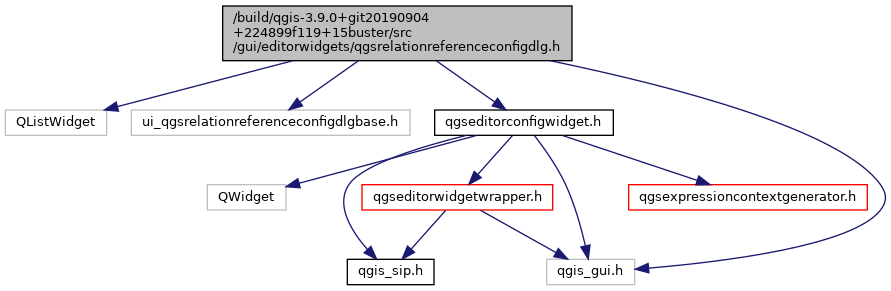 /build/qgis-3.9.0+git20190904
+224899f119+15buster/src
/gui/editorwidgets/qgsrelationreferenceconfigdlg.h
QListWidget
ui_qgsrelationreferenceconfigdlgbase.h
qgseditorconfigwidget.h
QWidget
qgseditorwidgetwrapper.h
qgsexpressioncontextgenerator.h
qgis_sip.h
qgis_gui.h